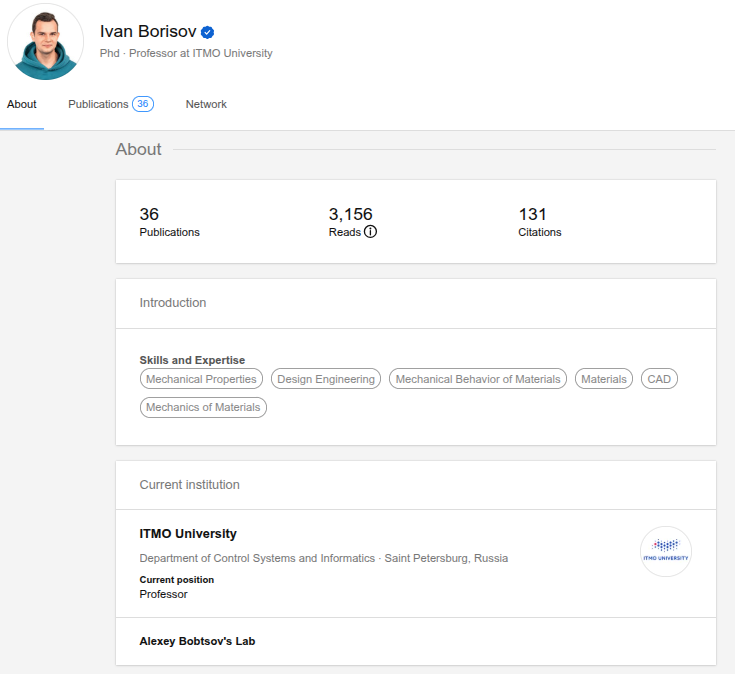 Ivan Borisov
Phd · Professor at ITMO University
About Publications 36 Network
About
36 3,156 131
Publications Reads Citations
Introduction
Skills and Expertise
Mechanical Properties Design Engineering Mechanical Behavior of Materials Materials CAD
Mechanics of Materials
Current institution
ITMO University
Department of Control Systems and Informatics · Saint Petersburg, Russia
ITMO UNIVERSITY
Current position
Professor
Alexey Bobtsov's Lab